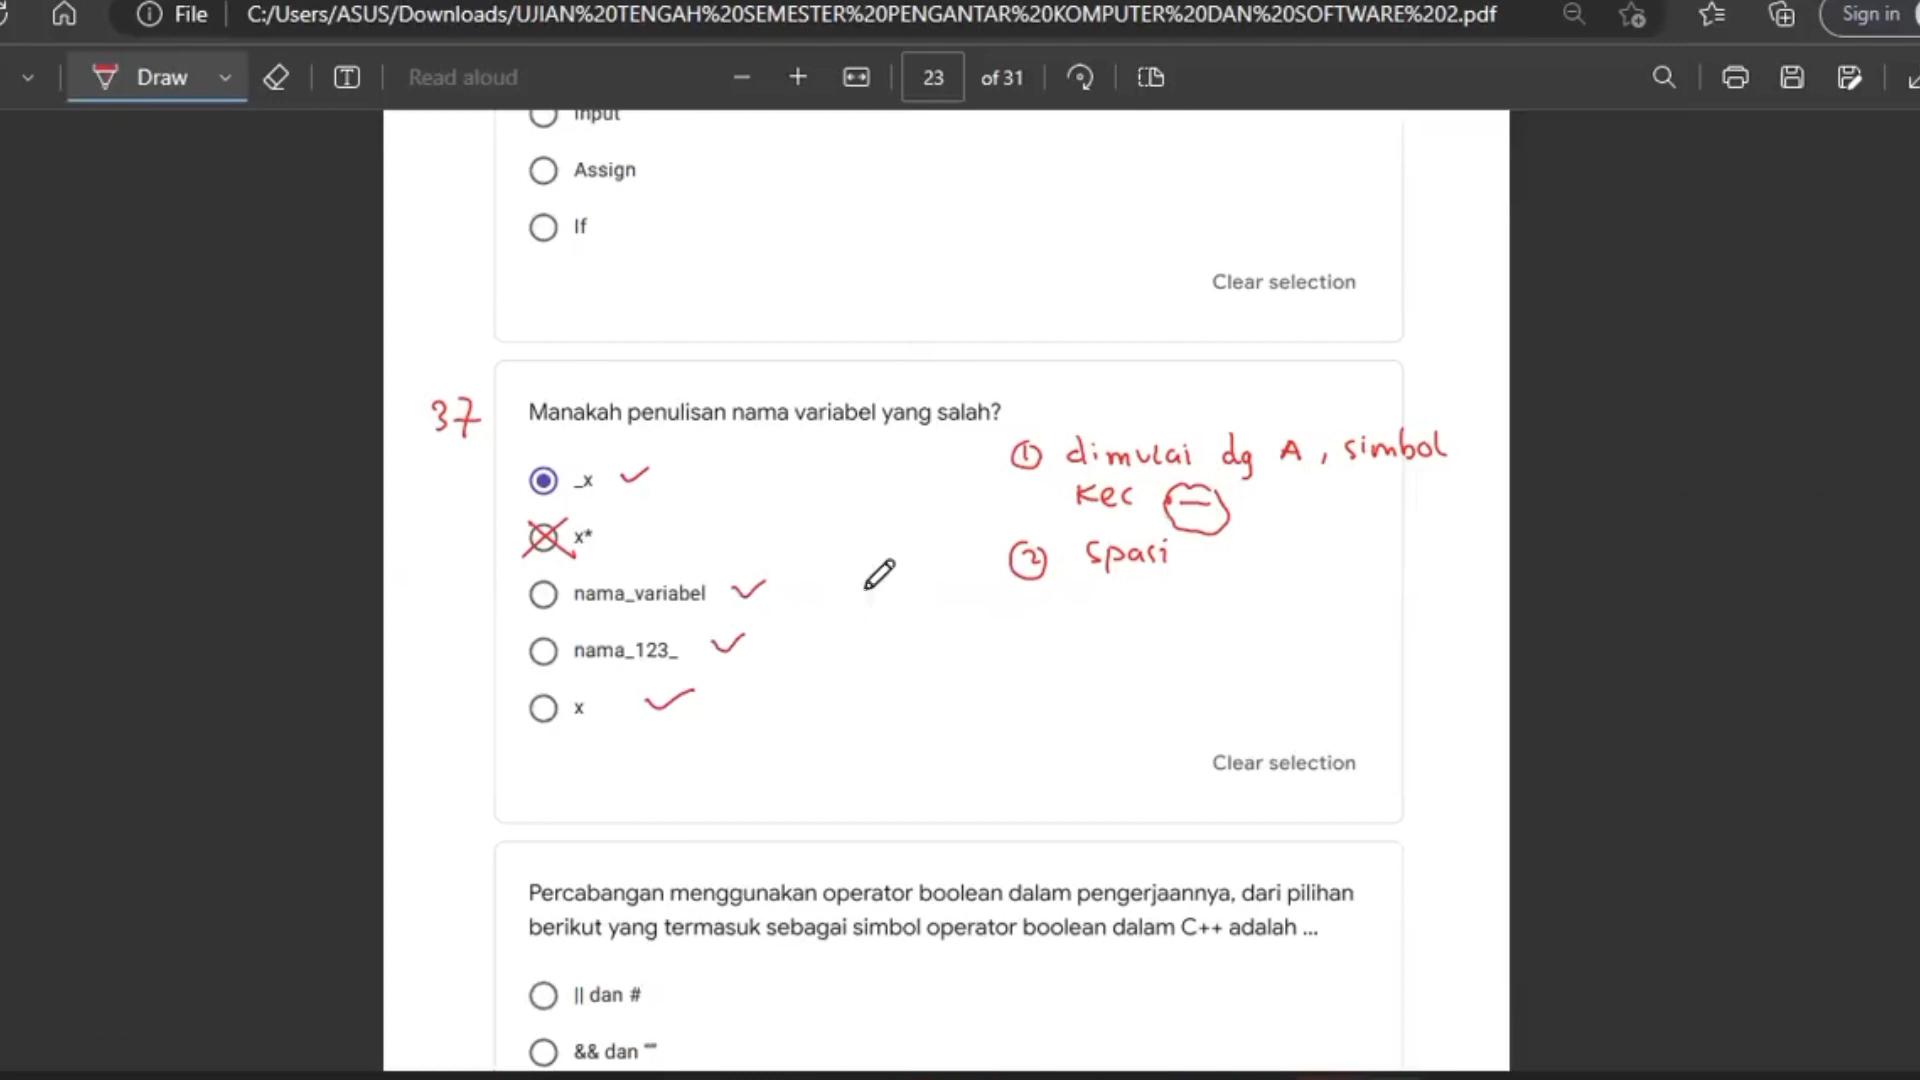 File
C:/Users/ASUS/Downloads/UJIAN%20TENGAH%20SEMESTER%20PENGANTAR%20KOMPUTER%20DAN%20SOFTWARE%202.pdf
Sign in
Draw
Read aloud
23 of 31
Input
Assign
If
Clear selection
37
Manakah penulisan nama variabel yang salah?
① dimulai dg A, simbol
kec _
② spasi
_x
x*
nama_variabel
nama_123_
x
Clear selection
Percabangan menggunakan operator boolean dalam pengerjaannya, dari pilihan
berikut yang termasuk sebagai simbol operator boolean dalam C++ adalah ...
|| dan #
&& dan ""